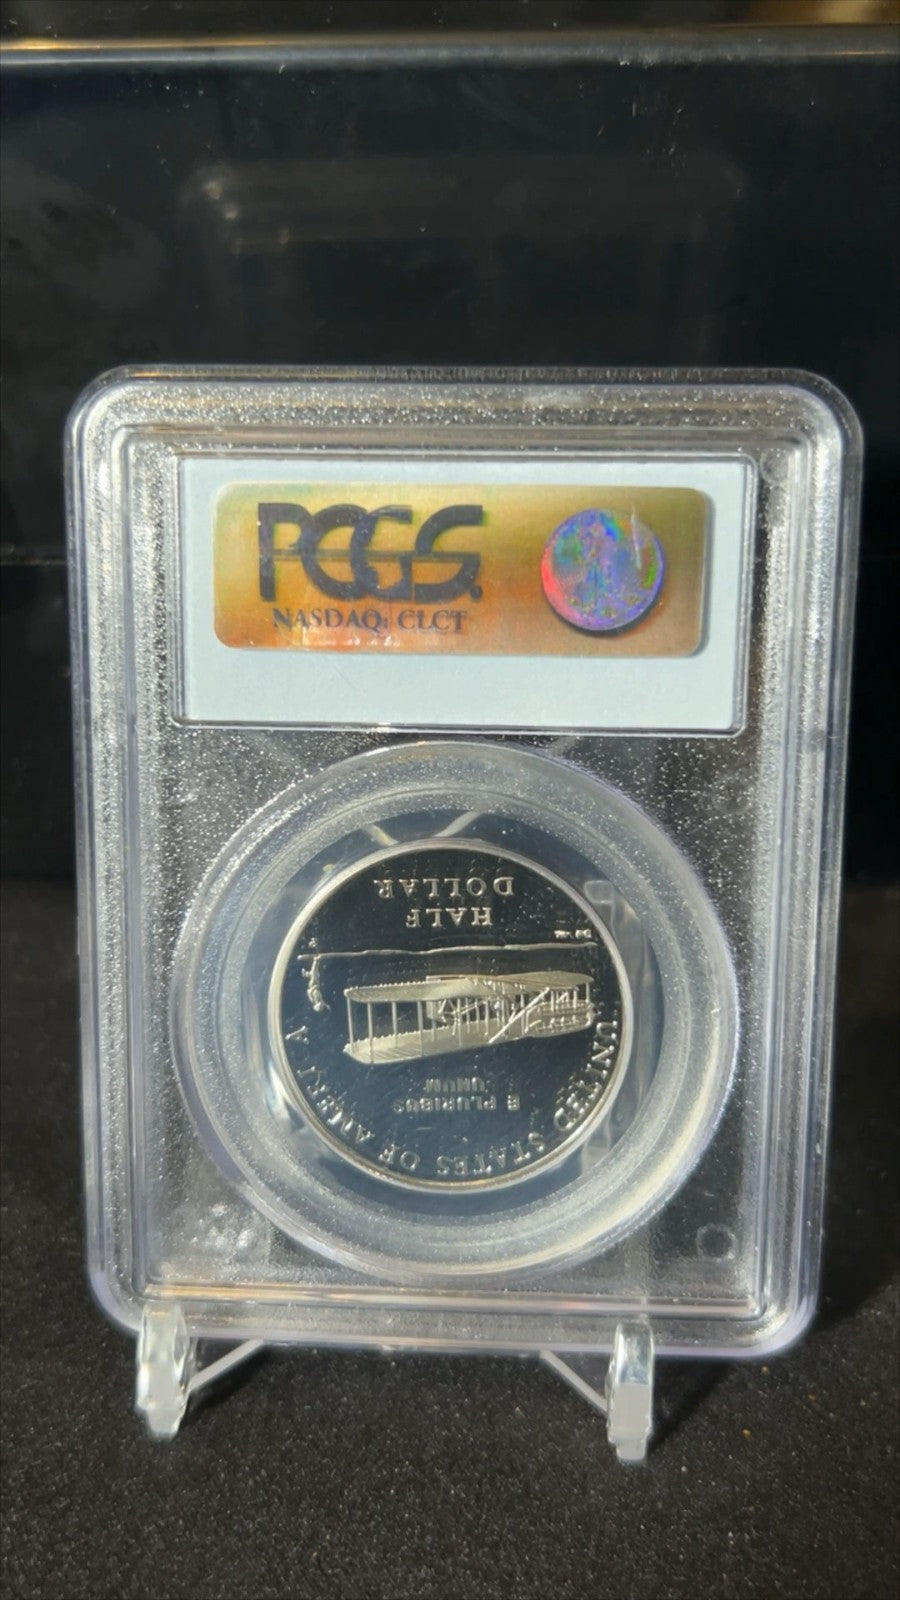 PCGS.
NASDAQ: CLCT
UNITED STATES OF AMERICA
E PLURIBUS
UNUM
HALF
DOLLAR